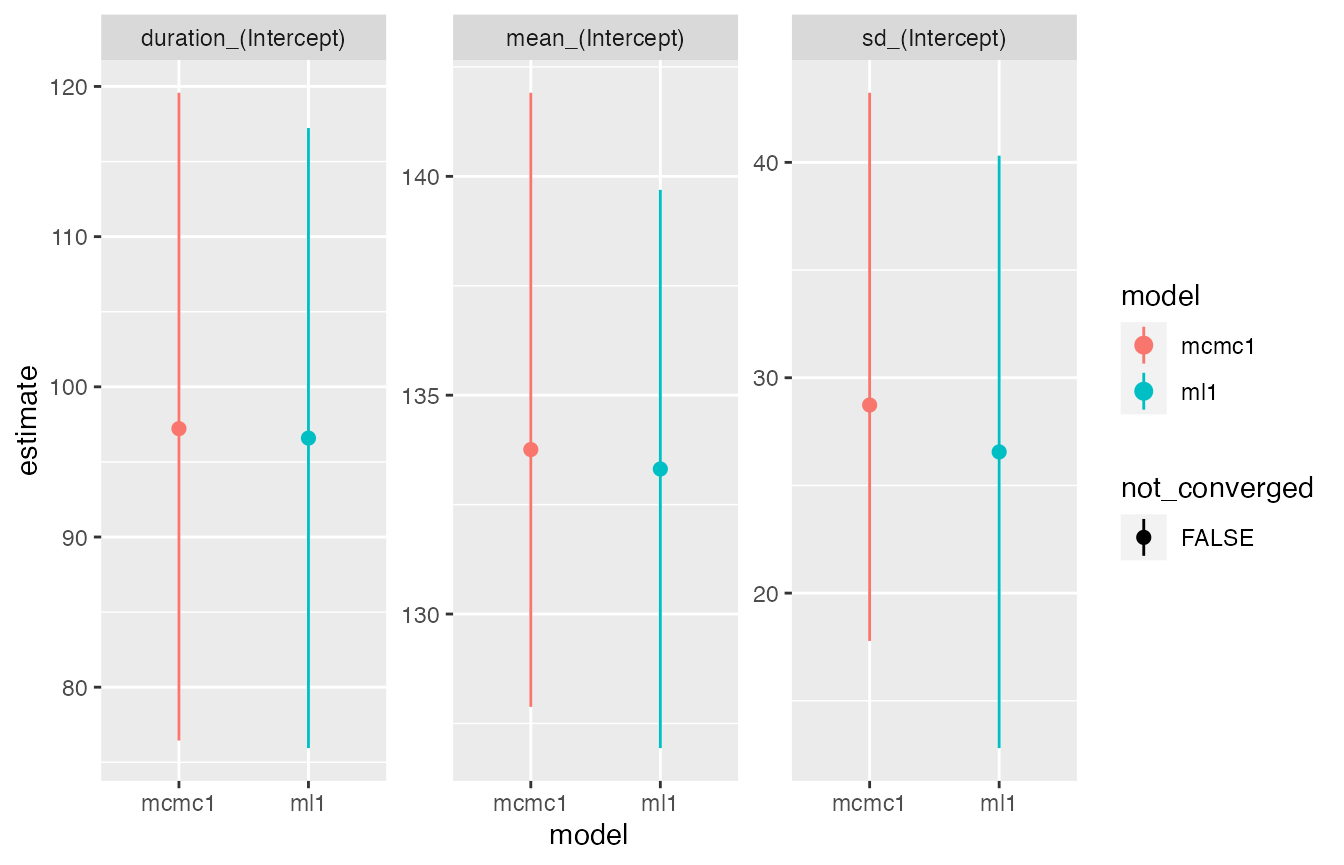 duration_(Intercept)
mean_(Intercept)
sd_(Intercept)
estimate
120
110
100
90
80
140
135
130
40
30
20
mcmc1
ml1
mcmc1
ml1
mcmc1
ml1
model
model
mcmc1
ml1
not_converged
FALSE